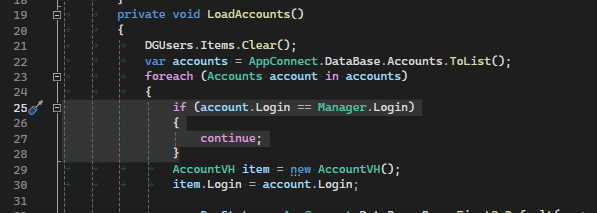 18 }
19 private void LoadAccounts()
20 {
21 DGUsers.Items.Clear();
22 var accounts = AppConnect.DataBase.Accounts.ToList();
23 foreach (Accounts account in accounts)
24 {
25 if (account.Login == Manager.Login)
26 {
27 continue;
28 }
29 AccountVH item = new AccountVH();
30 item.Login = account.Login;
31